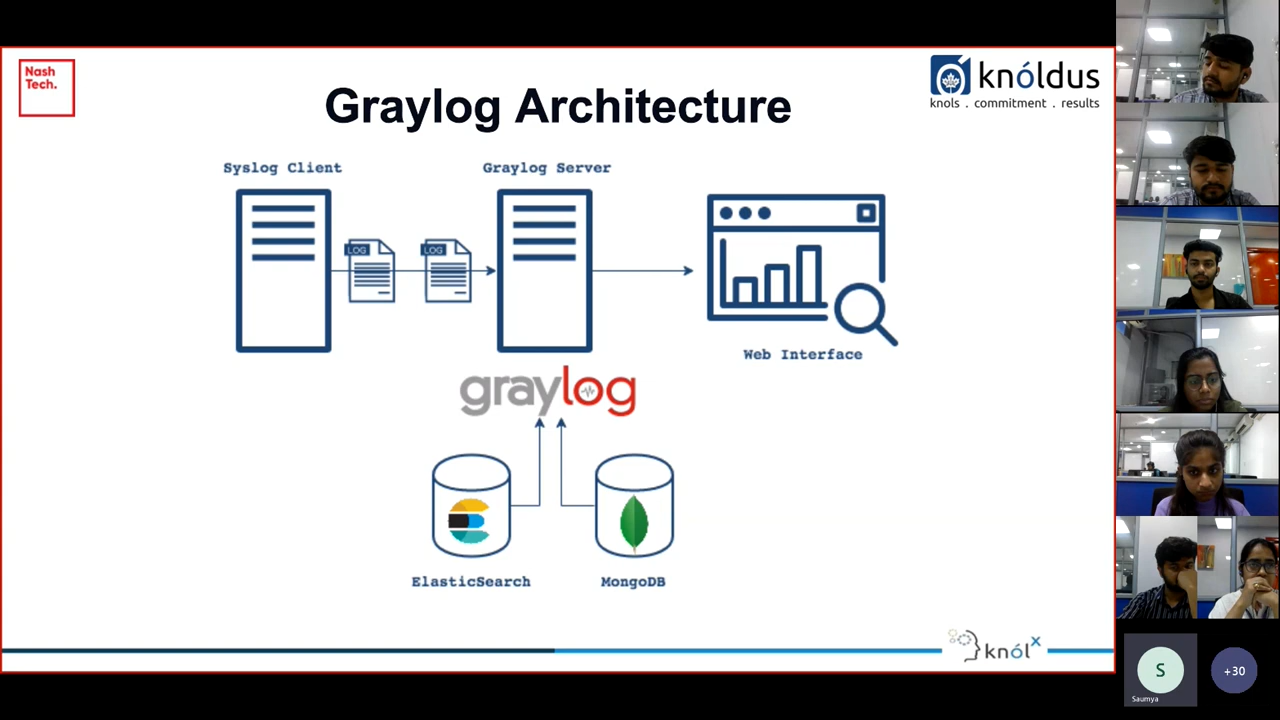 Nash
Tech.
knóldus
knols . commitment . results
Graylog Architecture
Syslog Client
Graylog Server
LOG
LOG
Web Interface
graylog
ElasticSearch
MongoDB
knólx
S
Saumya
+30